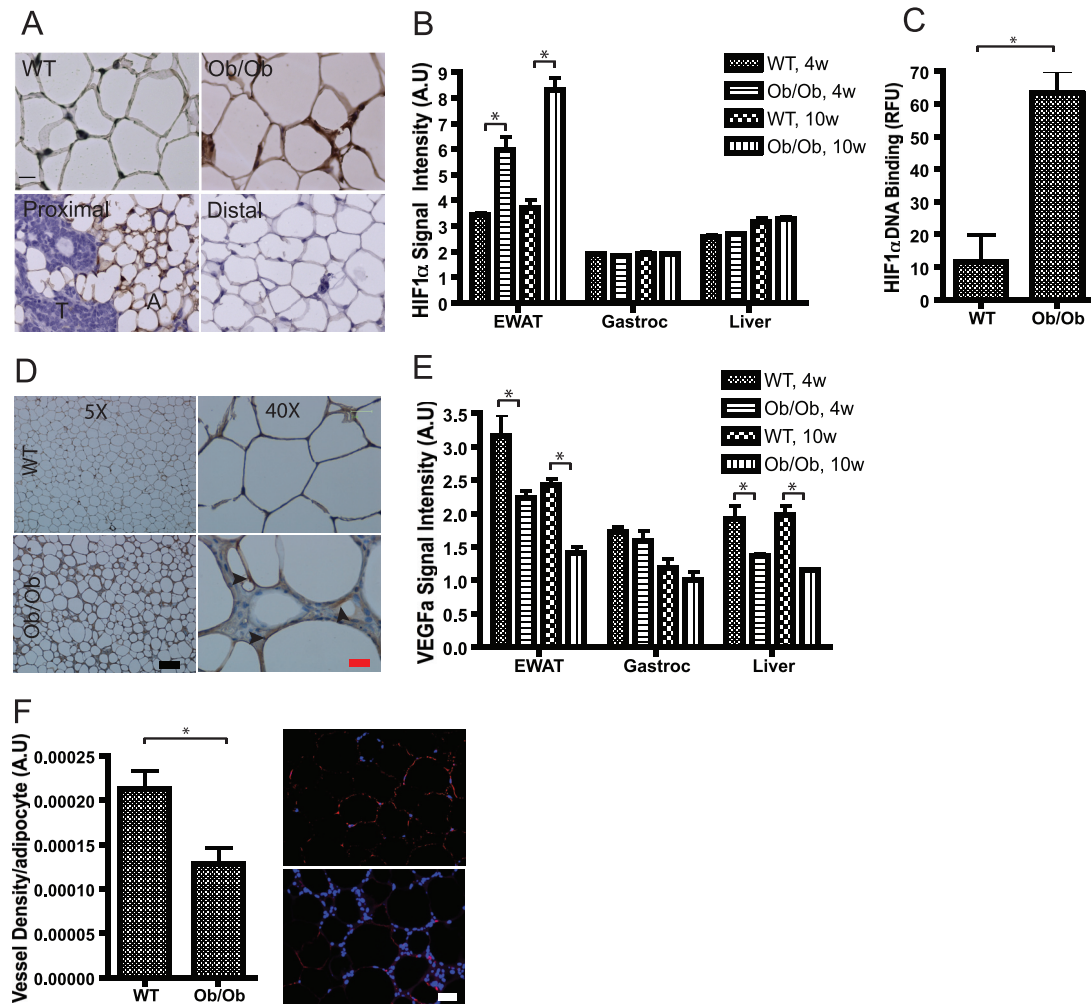 A
WT
Ob/Ob
Proximal
Distal
T
A
B
HIF1α Signal Intensity (A.U)
9
8
7
6
5
4
3
2
1
0
*
*
EWAT
Gastroc
Liver
WT, 4w
Ob/Ob, 4w
WT, 10w
Ob/Ob, 10w
C
HIF1α DNA Binding (RFU)
70
60
50
40
30
20
10
0
*
WT
Ob/Ob
D
5X
40X
WT
Ob/Ob
E
VEGFa Signal Intensity (A.U)
3.5
3.0
2.5
2.0
1.5
1.0
0.5
0.0
*
*
*
*
EWAT
Gastroc
Liver
WT, 4w
Ob/Ob, 4w
WT, 10w
Ob/Ob, 10w
F
Vessel Density/adipocyte (A.U)
0.00025
0.00020
0.00015
0.00010
0.00005
0.00000
*
WT
Ob/Ob